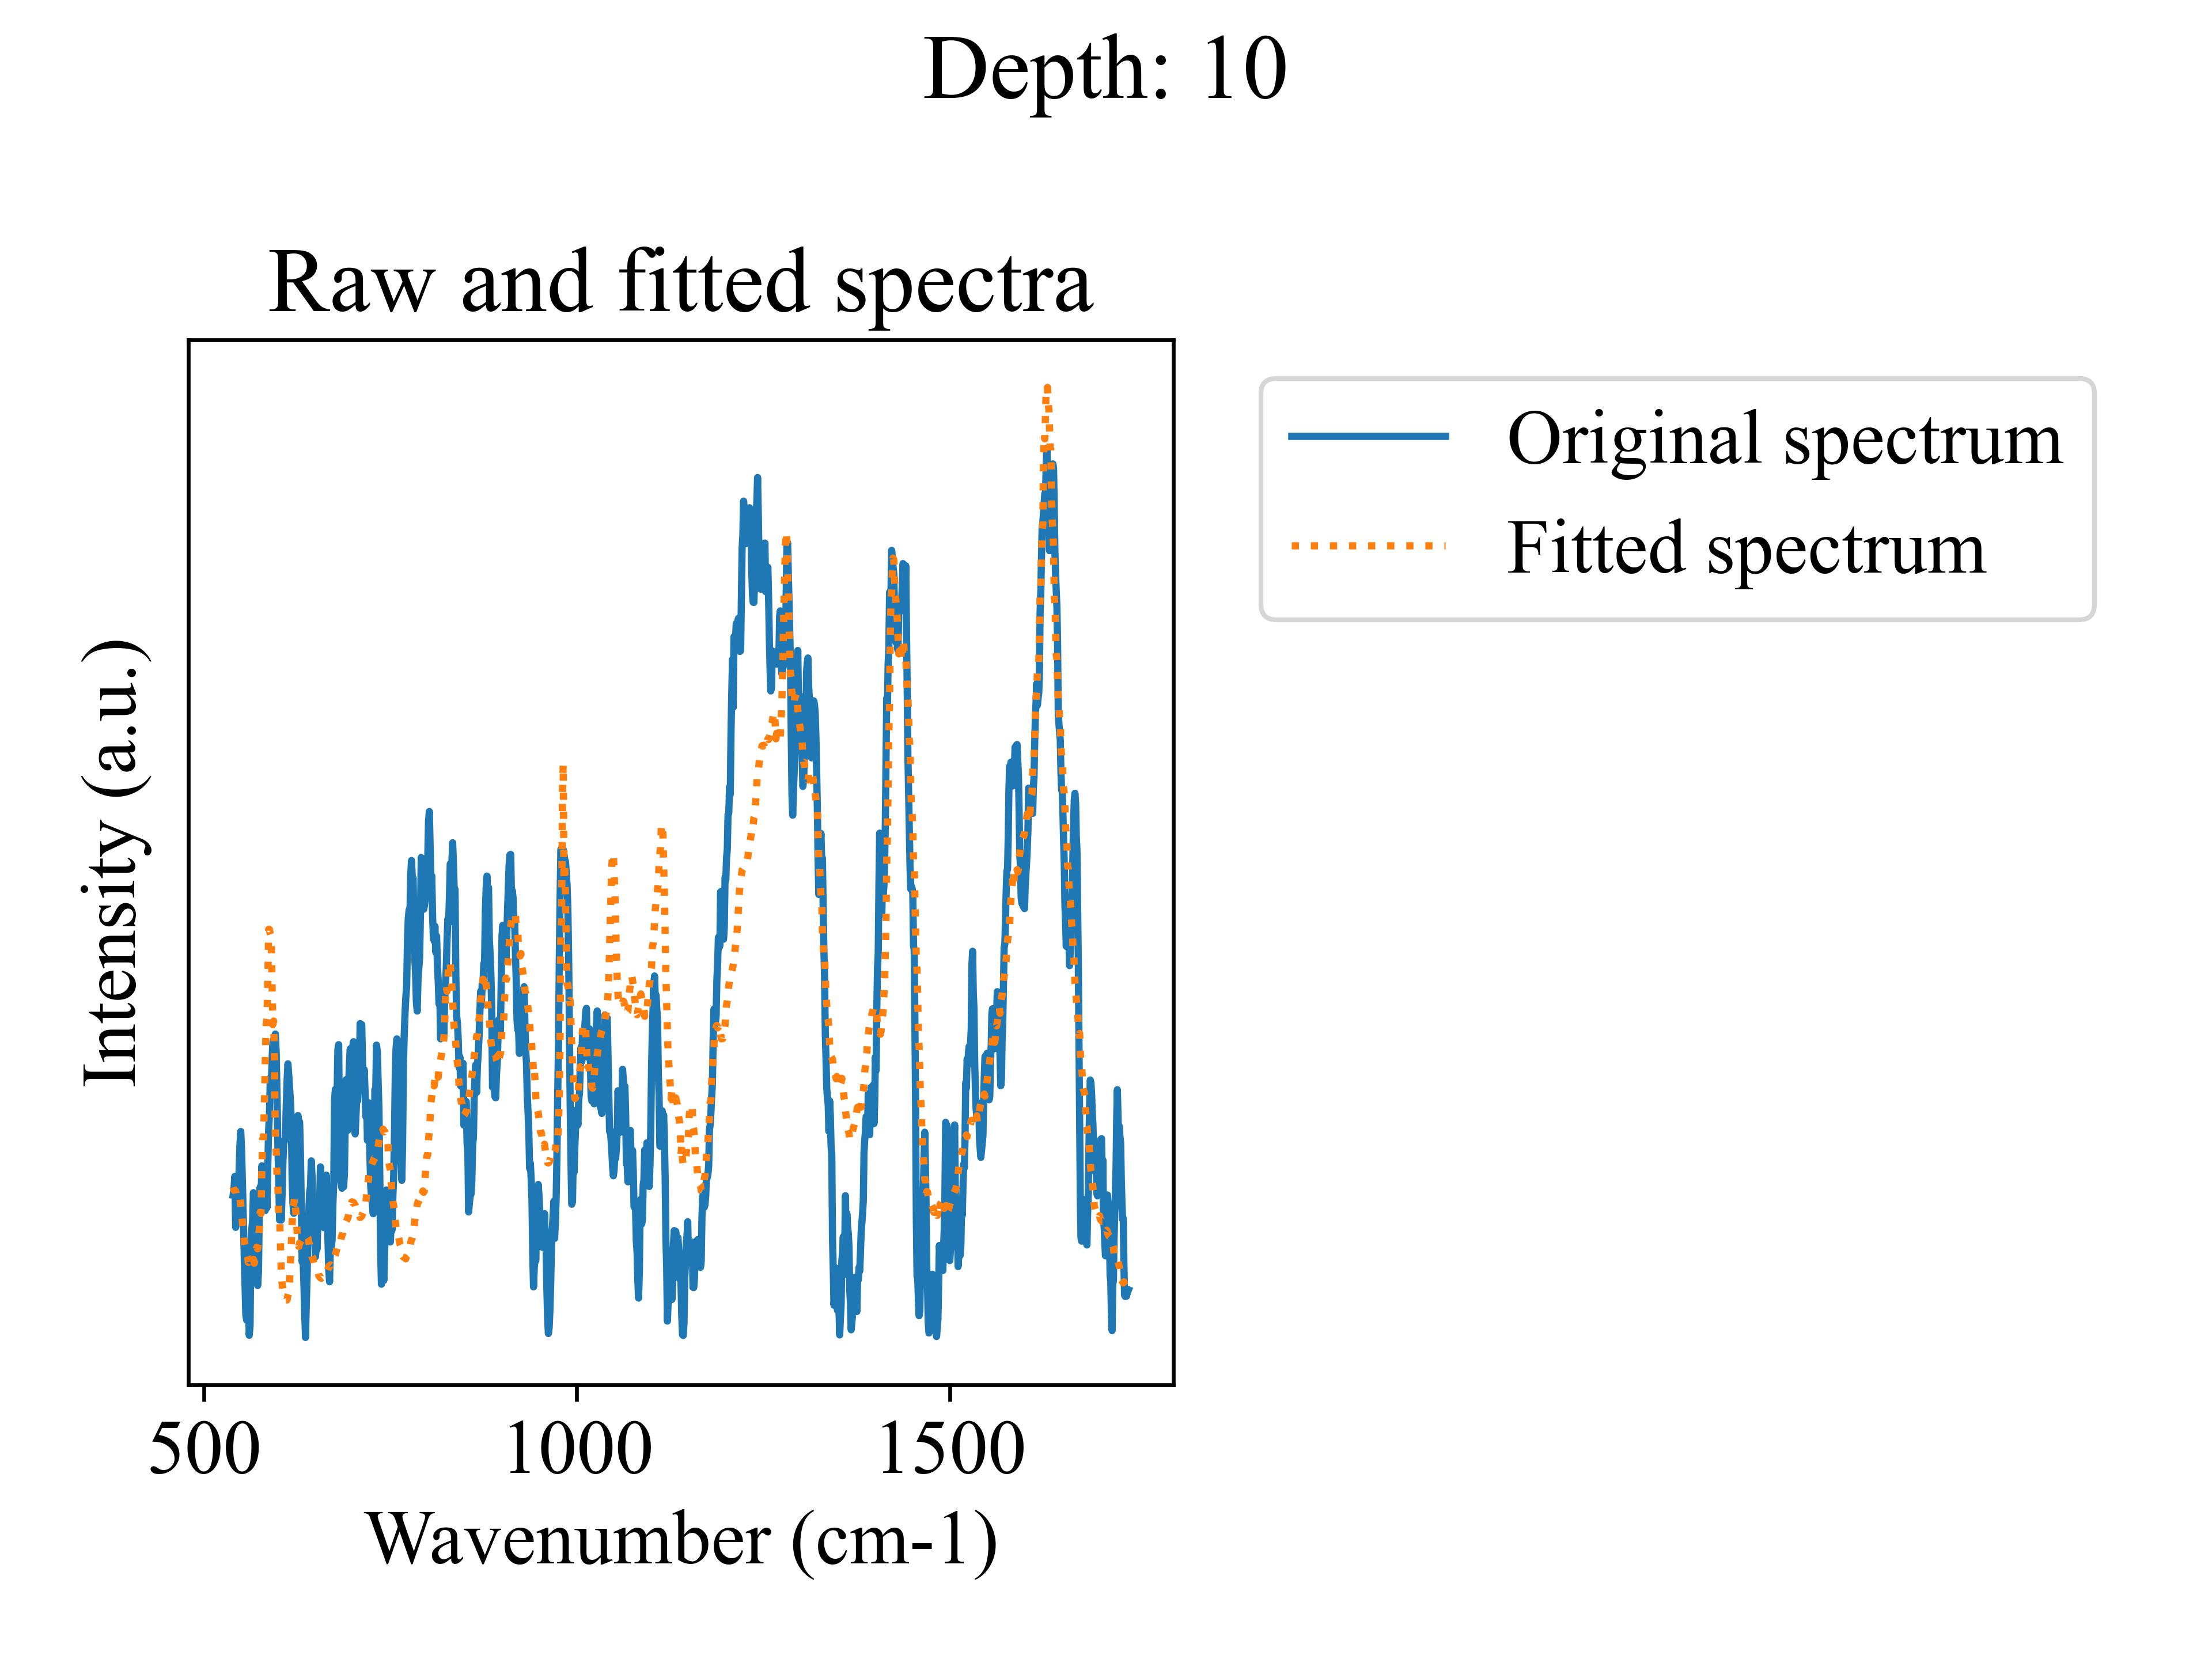 Depth: 10
Raw and fitted spectra
Original spectrum
Fitted spectrum
Intensity (a.u.)
500 1000 1500
Wavenumber (cm-1)